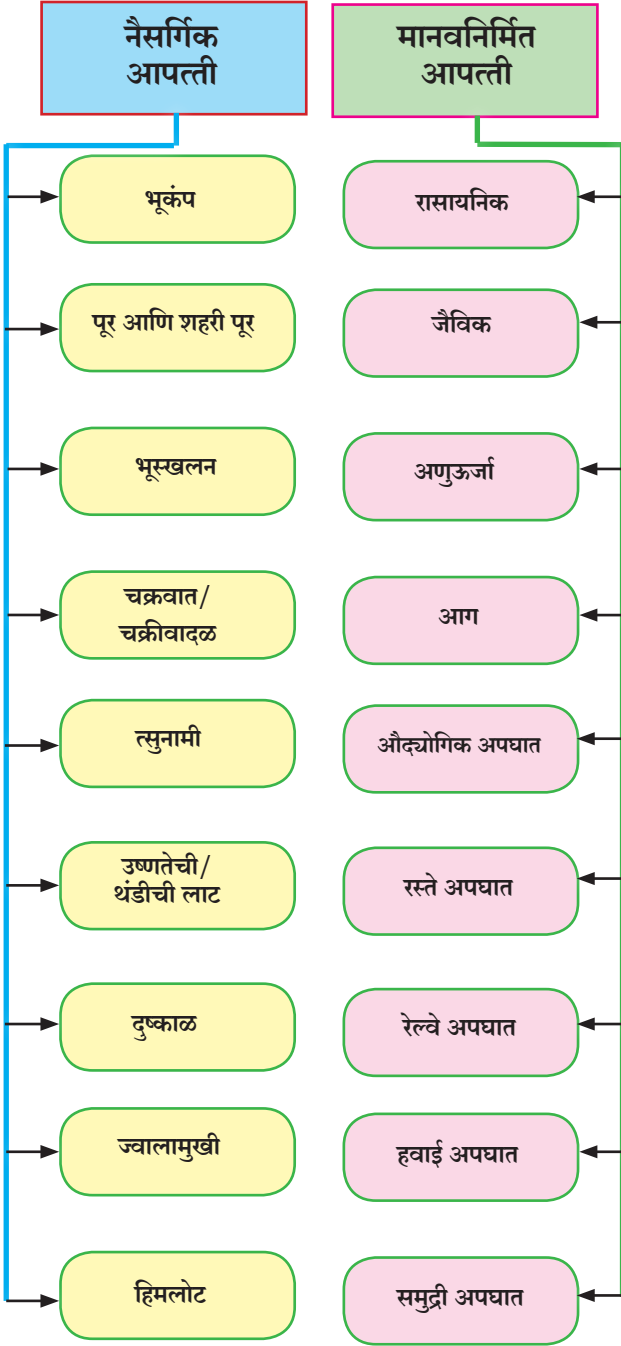 नैसर्गिक
आपत्ती
भूकंप
पूर आणि शहरी पूर
भूस्खलन
चक्रवात/
चक्रीवादळ
त्सुनामी
उष्णतेची/
थंडीची लाट
दुष्काळ
ज्वालामुखी
हिमलोट
मानवनिर्मित
आपत्ती
रासायनिक
जैविक
अणुऊर्जा
आग
औद्योगिक अपघात
रस्ते अपघात
रेल्वे अपघात
हवाई अपघात
समुद्री अपघात